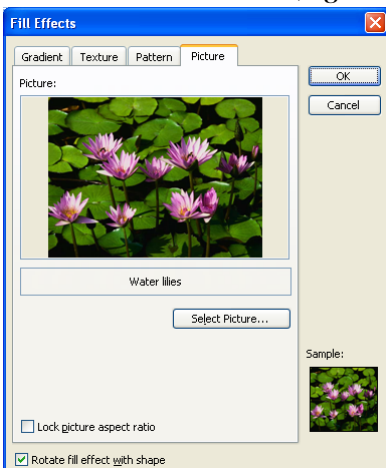 Fill Effects
Gradient Texture Pattern Picture
Picture:
OK
Cancel
Water lilies
Select Picture...
Sample:
Lock picture aspect ratio
Rotate fill effect with shape